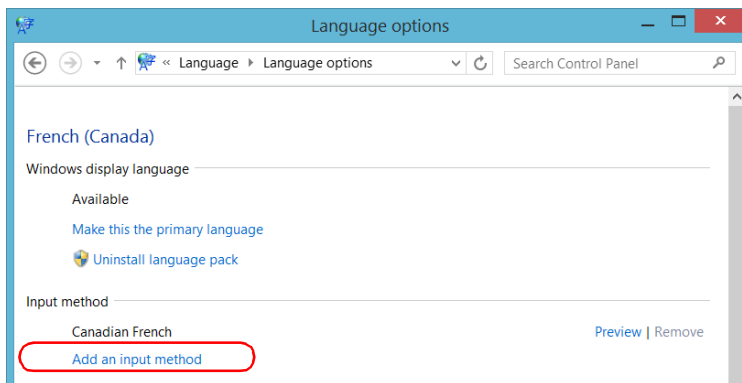 Language options
« Language Language options Search Control Panel
French (Canada)
Windows display language
Available
Make this the primary language
Uninstall language pack
Input method
Canadian French Preview | Remove
Add an input method